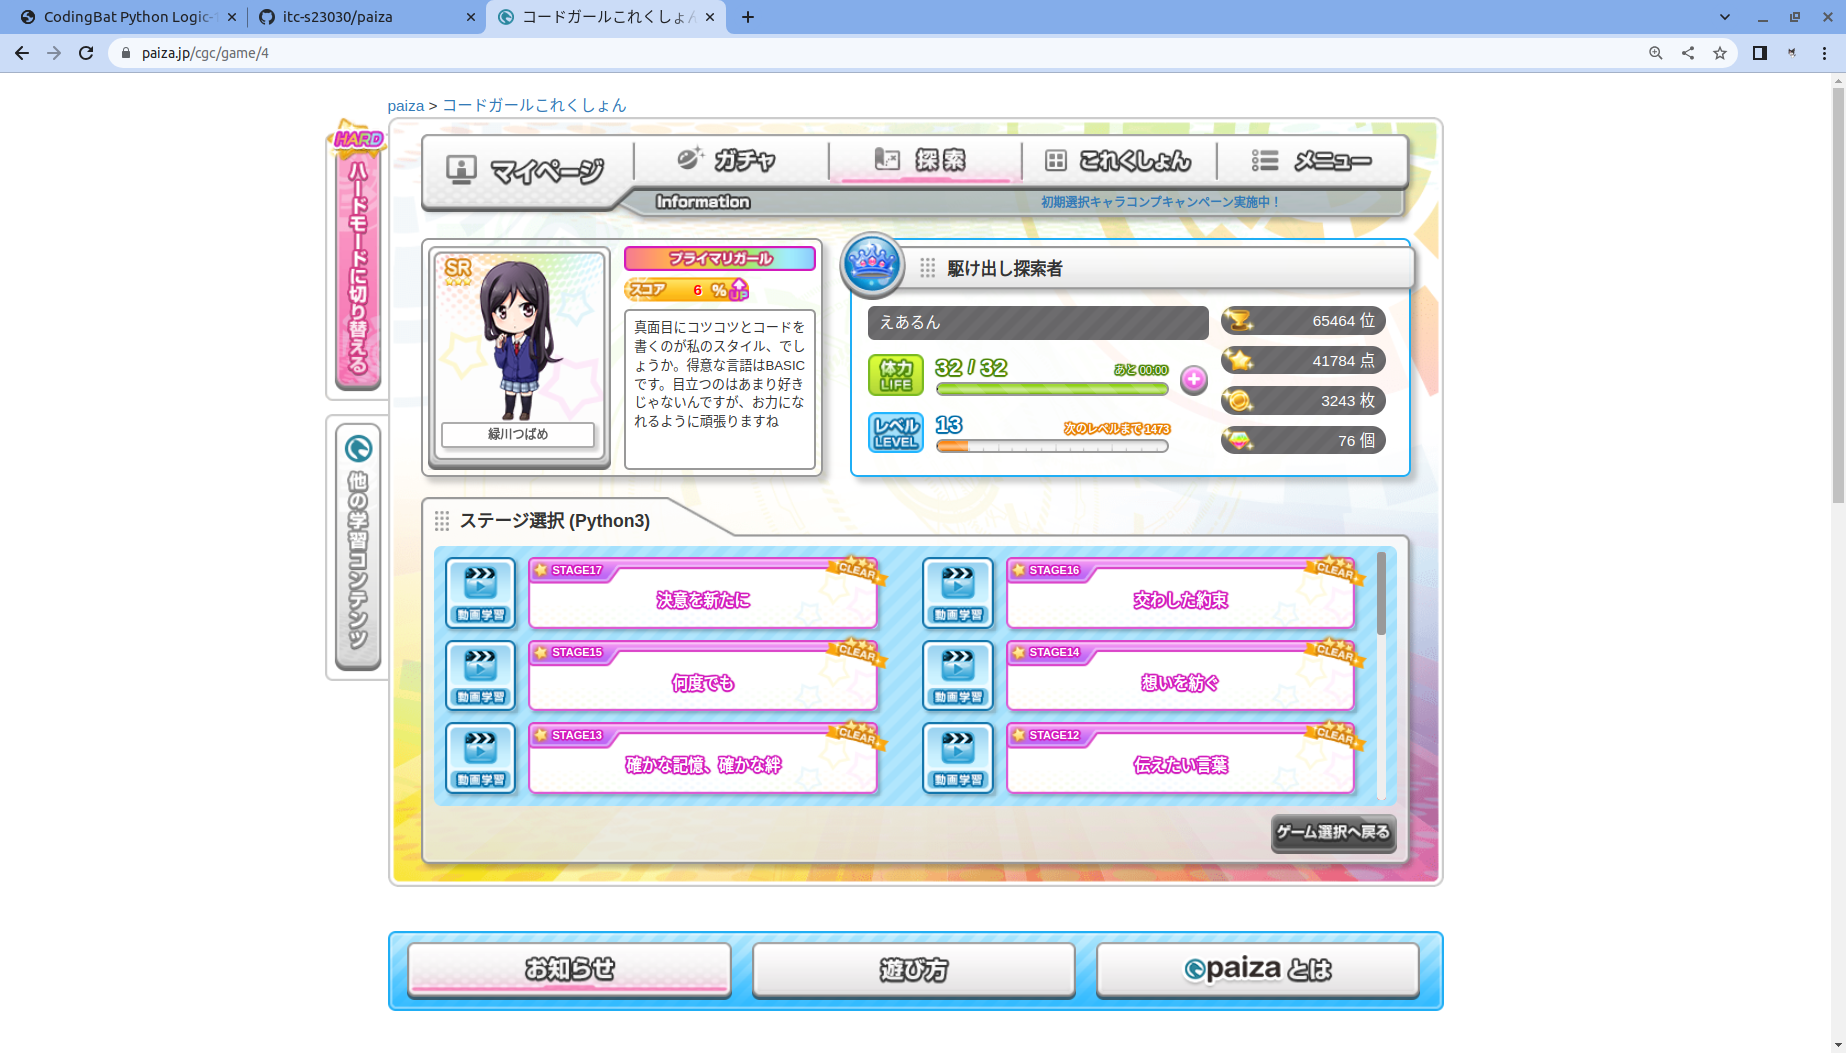 CodingBat Python Logic-
itc-s23030/paiza
コードガールこれくしょん
paiza.jp/cgc/game/4
paiza > コードガールこれくしょん
HARD
ハードモードに切り替える
他の学習コンテンツ
マイページ
ガチャ
探索
これくしょん
メニュー
Information
初期選択キャラコンプキャンペーン実施中！
SR
緑川つばめ
プライマリガール
スコア 6 % UP
真面目にコツコツとコードを
書くのが私のスタイル、でし
ょうか。得意な言語はBASIC
です。目立つのはあまり好き
じゃないんですが、お力にな
れるように頑張りますね
駆け出し探索者
えあるん
体力 LIFE
32 / 32
あと 00:00
レベル LEVEL
13
次のレベルまで 1473
65464 位
41784 点
3243 枚
76 個
ステージ選択 (Python3)
動画学習
STAGE17
CLEAR
決意を新たに
動画学習
STAGE16
CLEAR
交わした約束
動画学習
STAGE15
CLEAR
何度でも
動画学習
STAGE14
CLEAR
想いを紡ぐ
動画学習
STAGE13
CLEAR
確かな記憶、確かな絆
動画学習
STAGE12
CLEAR
伝えたい言葉
ゲーム選択へ戻る
お知らせ
遊び方
paiza とは